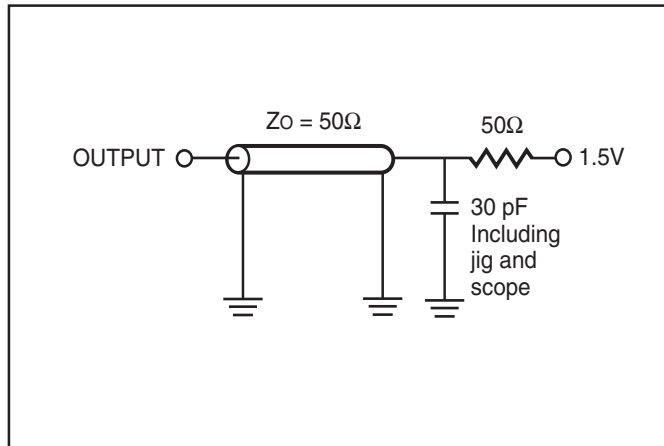 Zo = 50Ω
50Ω
OUTPUT
1.5V
30 pF
Including
jig and
scope